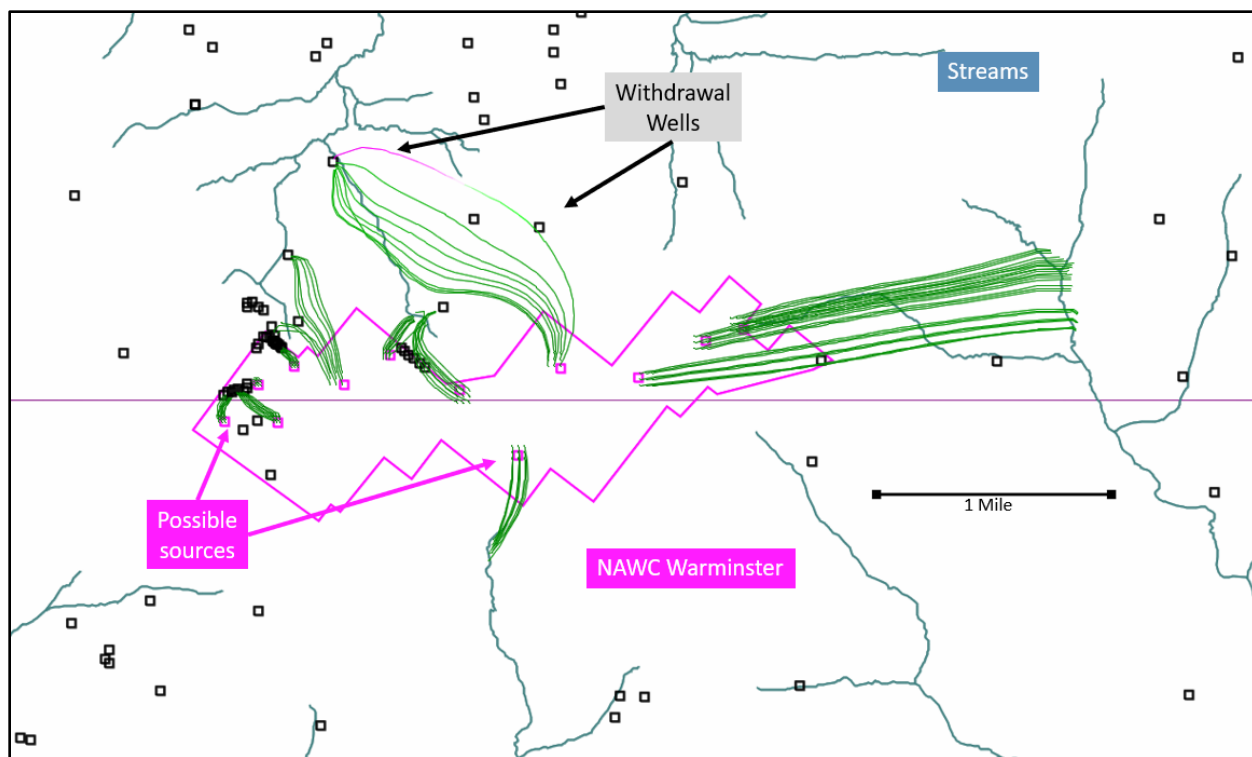 Streams
Withdrawal
Wells
1 Mile
Possible
sources
NAWC Warminster